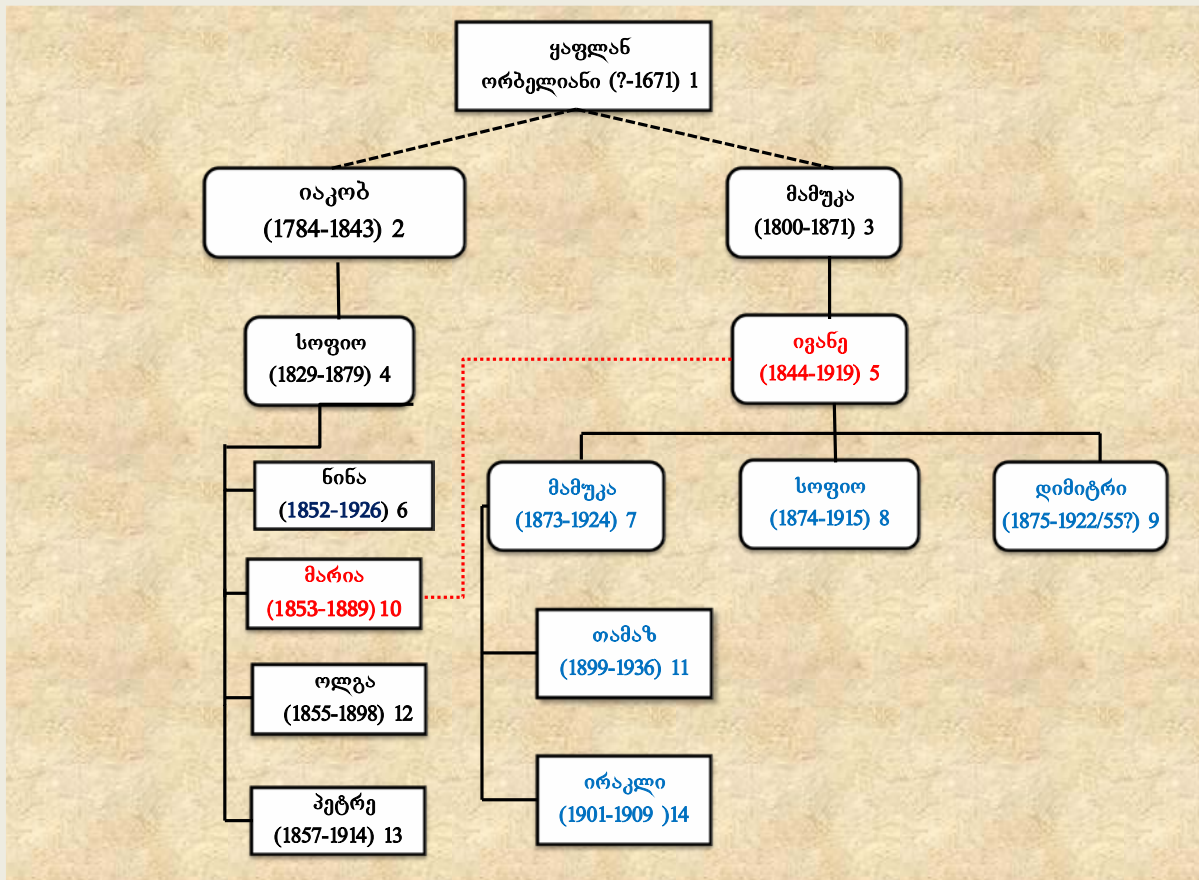 ყაფლან
ორბელიანი (?-1671) 1
იაკობ
(1784-1843) 2
მამუკა
(1800-1871) 3
სოფიო
(1829-1879) 4
ივანე
(1844-1919) 5
ნინა
(1852-1926) 6
მამუკა
(1873-1924) 7
სოფიო
(1874-1915) 8
დიმიტრი
(1875-1922/55?) 9
მარია
(1853-1889) 10
თამაზ
(1899-1936) 11
ოლგა
(1855-1898) 12
პეტრე
(1857-1914) 13
ირაკლი
(1901-1909 )14